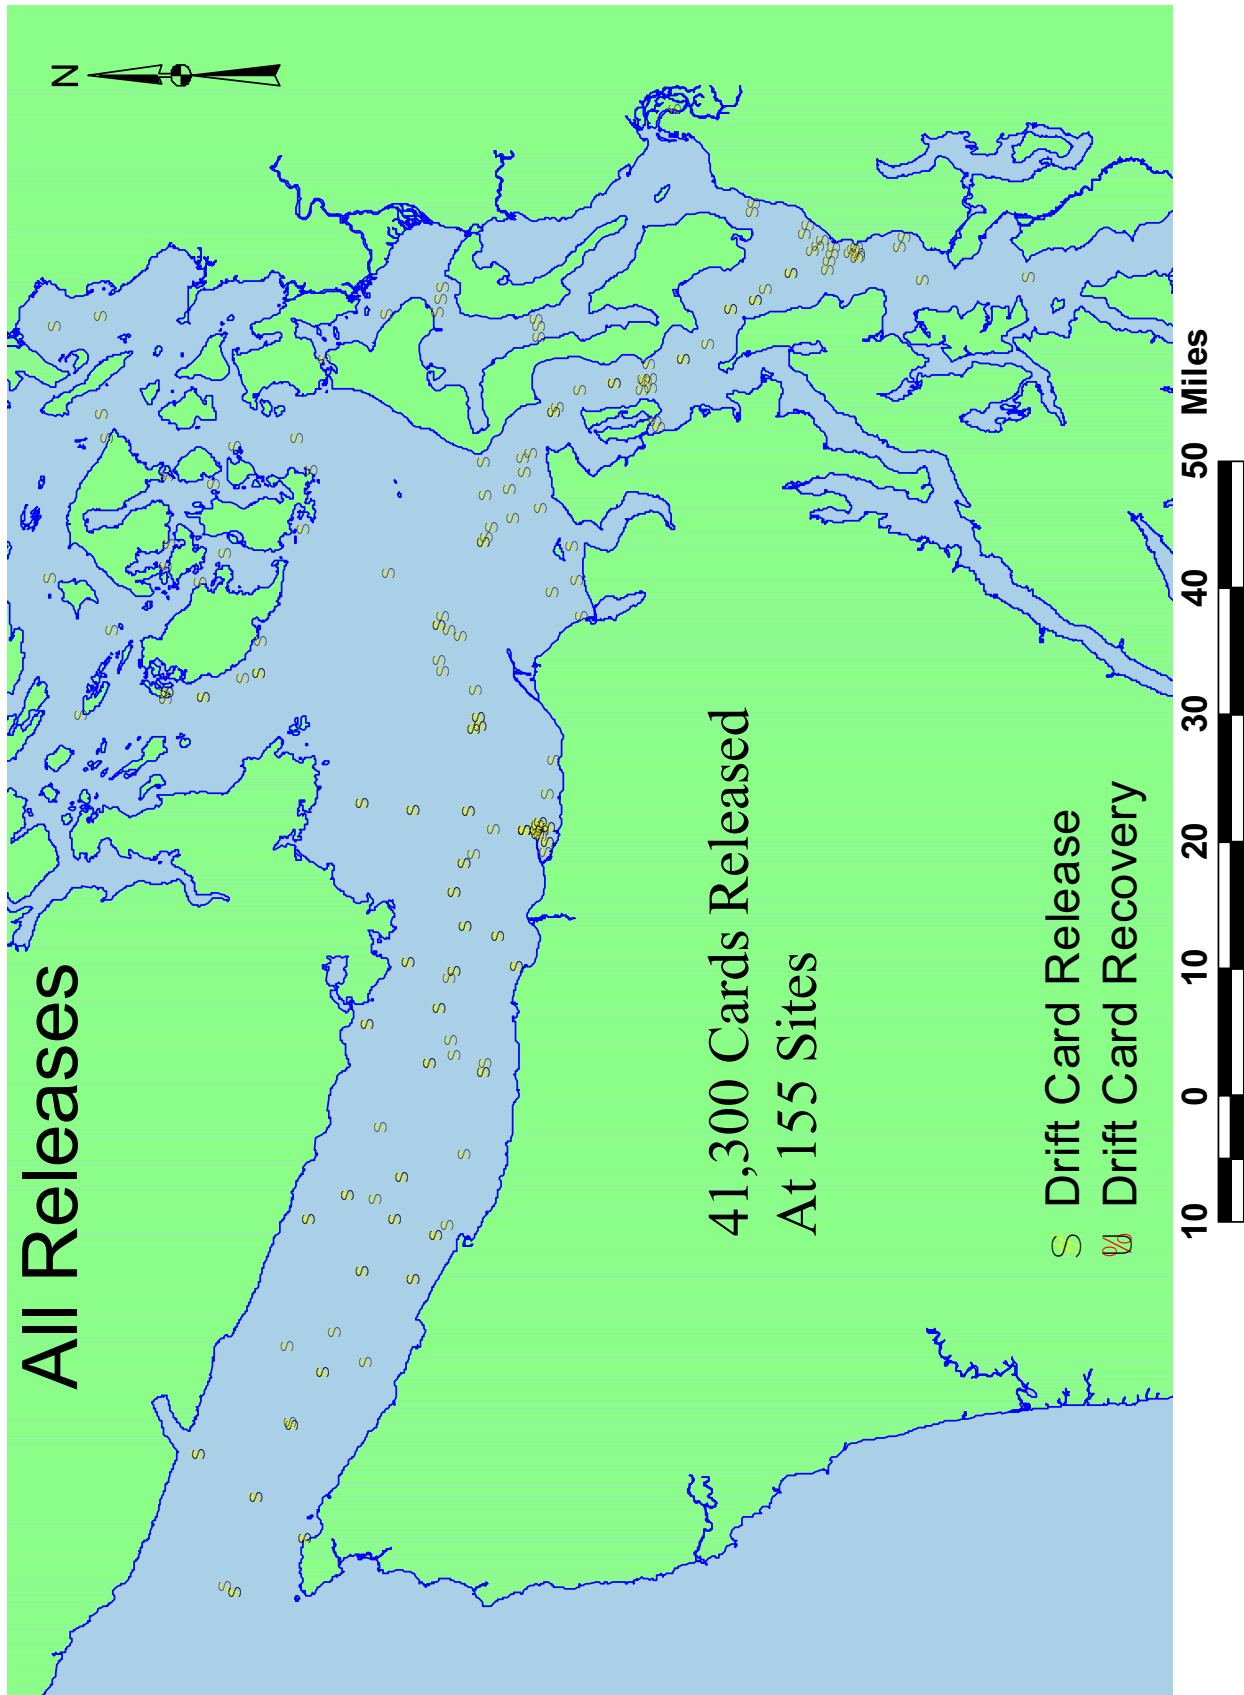 All Releases
N
41,300 Cards Released
At 155 Sites
S Drift Card Release
% Drift Card Recovery
10 0 10 20 30 40 50 Miles